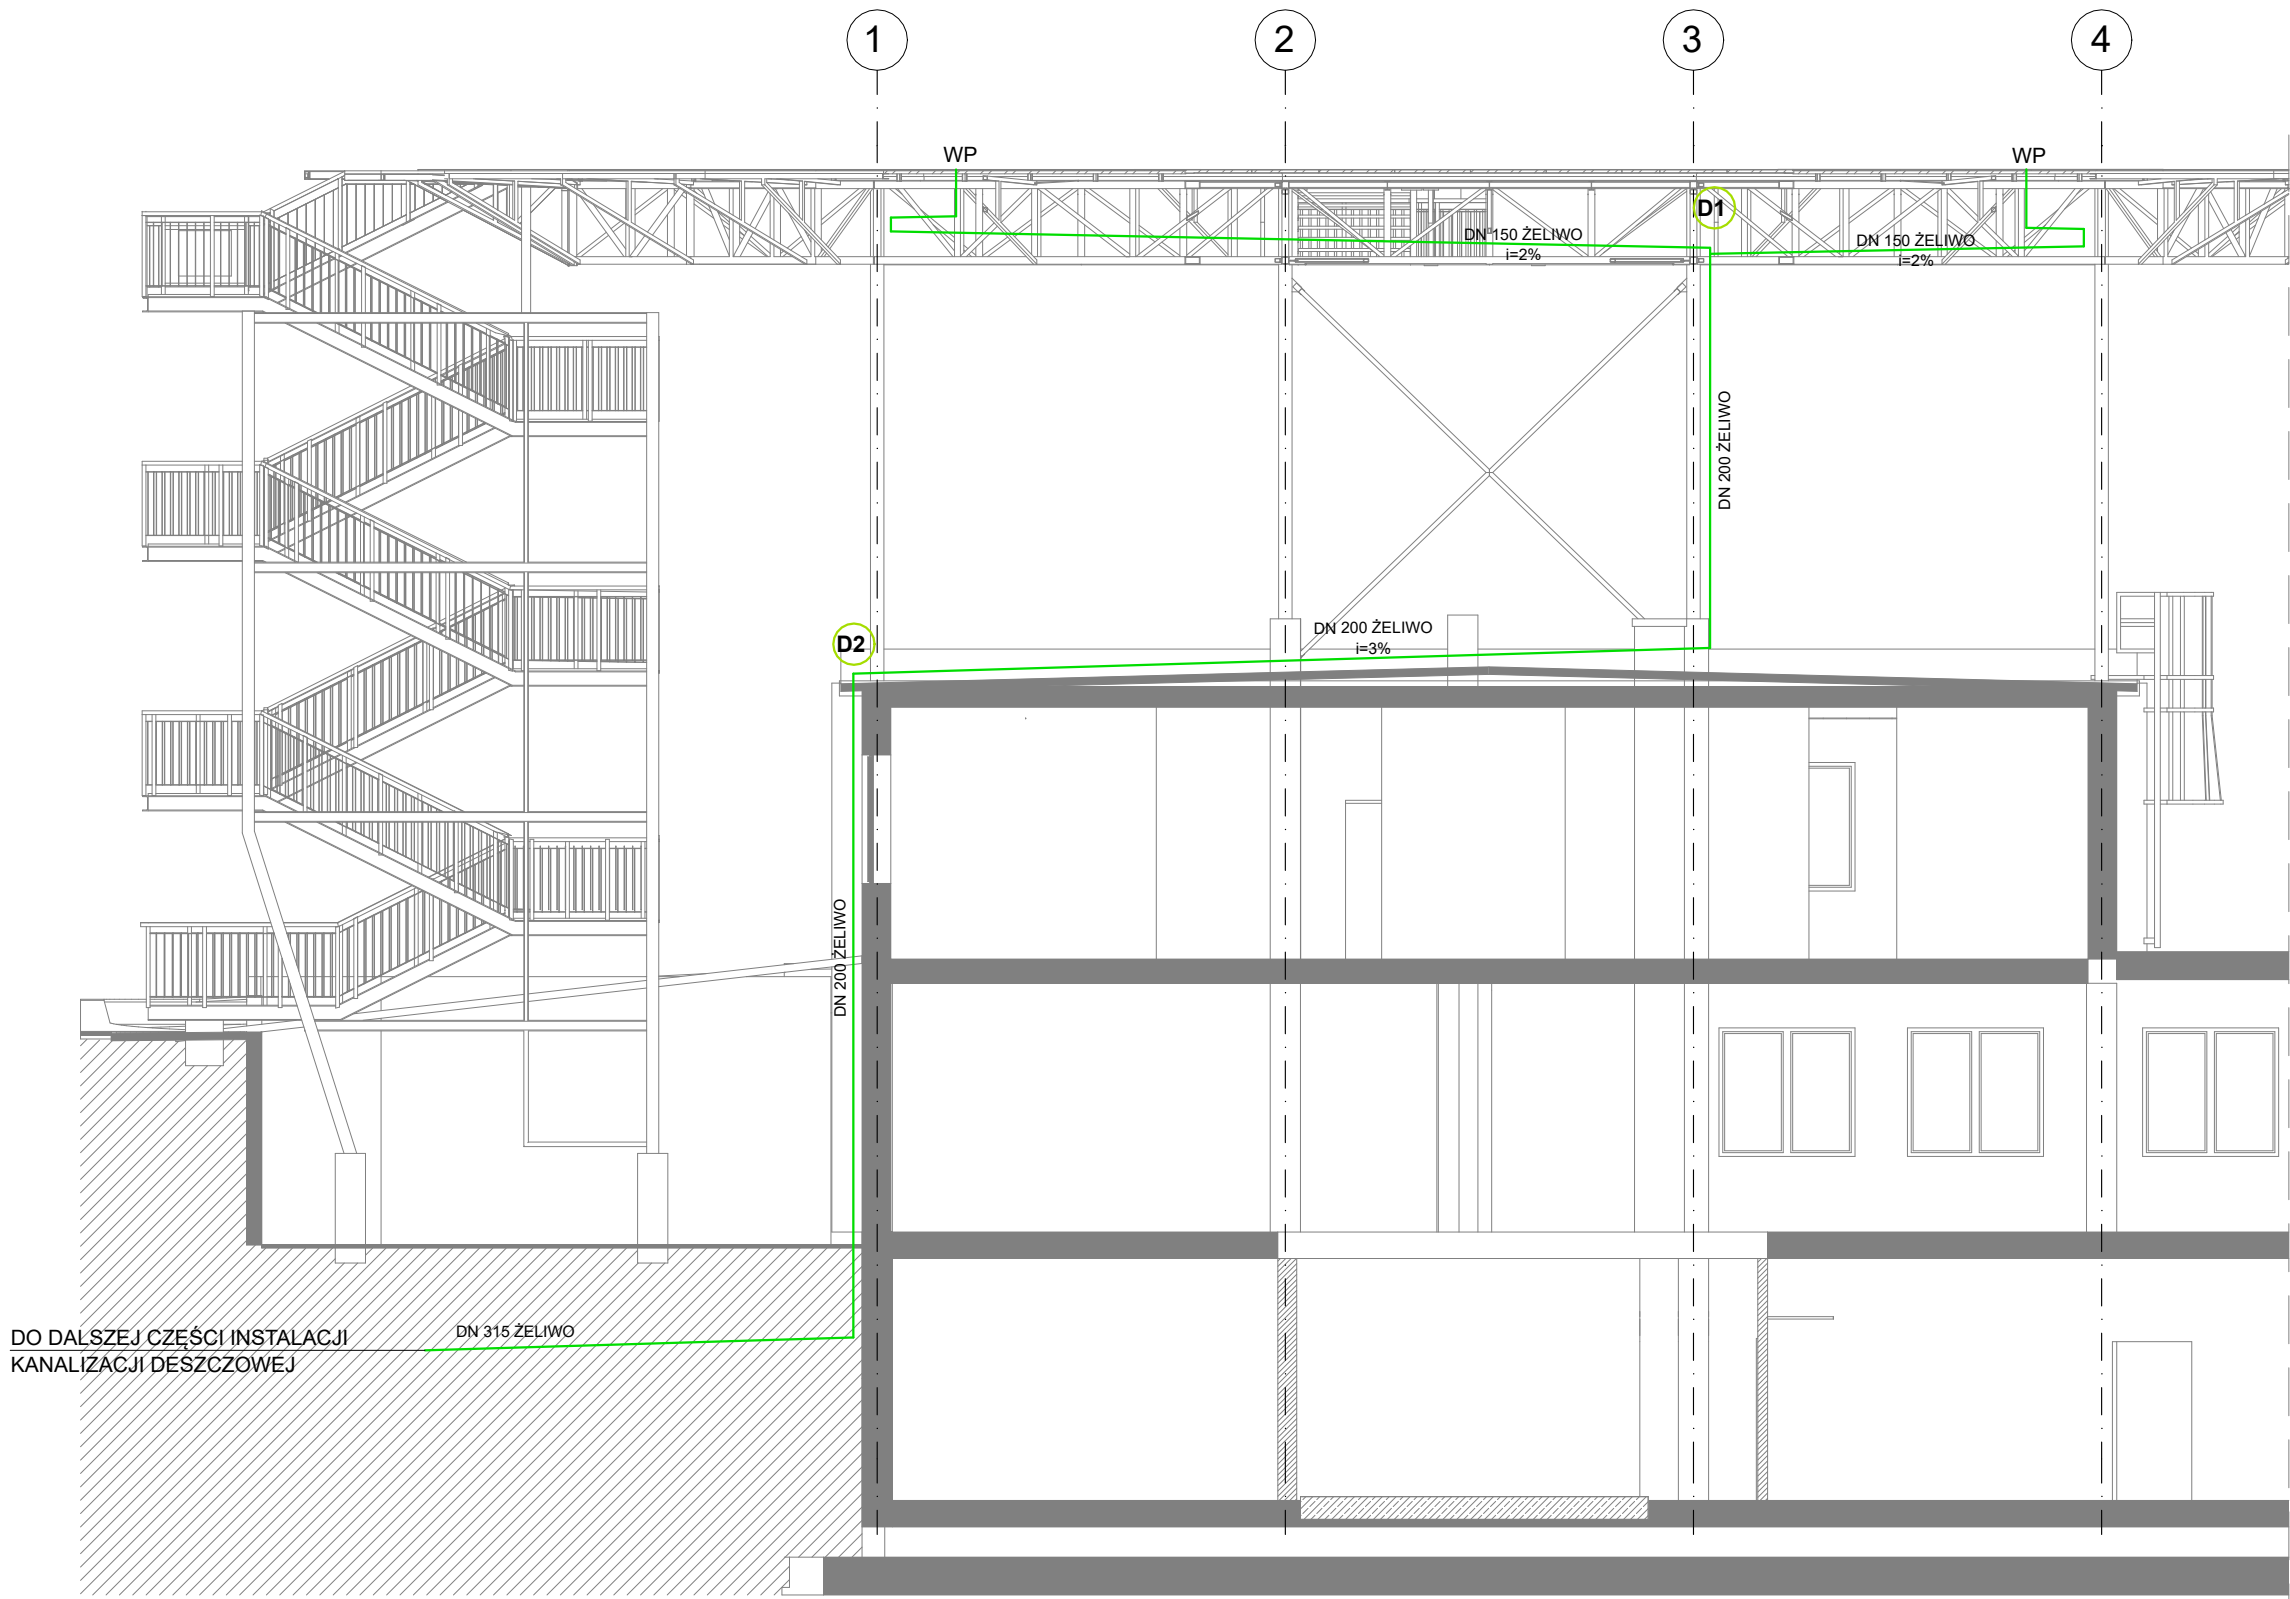 1
2
3
4
WP
WP
D1
DN 150 ŻELIWO
i=2%
DN 150 ŻELIWO
i=2%
DN 200 ŻELIWO
D2
DN 200 ŻELIWO
i=3%
DN 200 ŻELIWO
DN 315 ŻELIWO
DO DALSZEJ CZĘŚCI INSTALACJI
KANALIZACJI DESZCZOWEJ